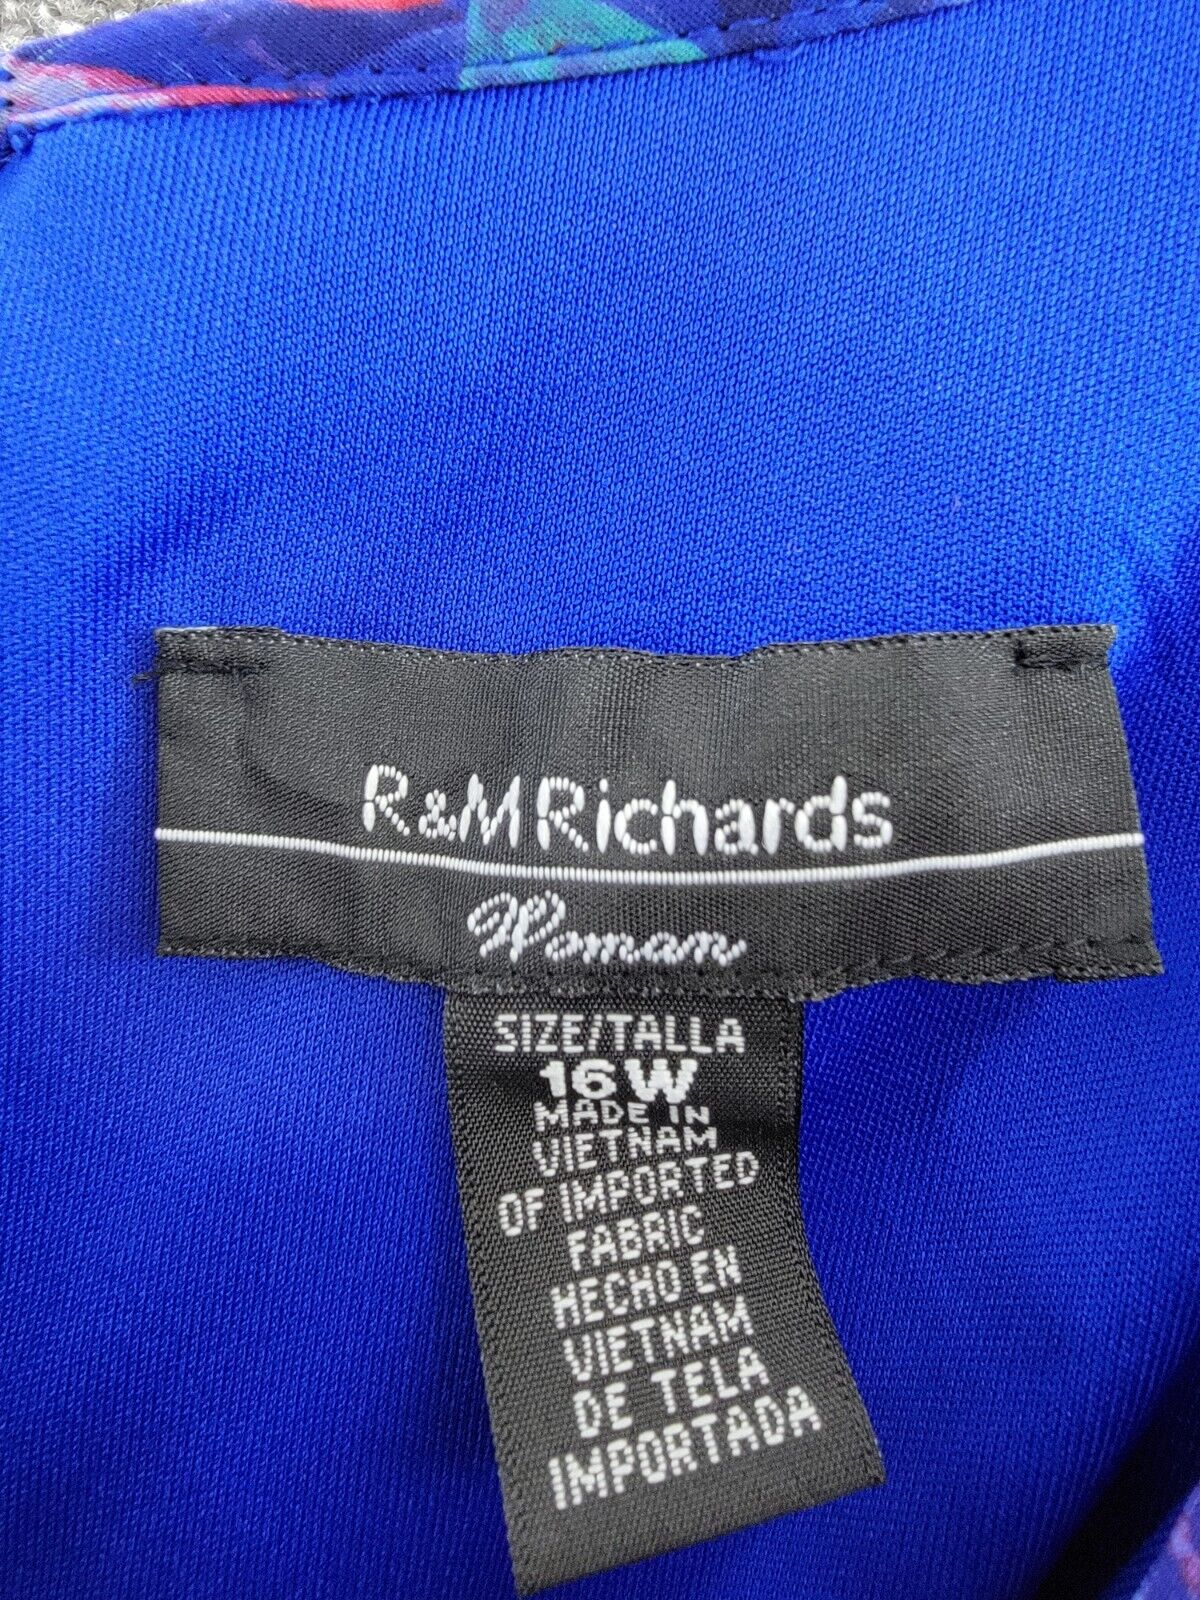 R&M Richards
Woman
SIZE/TALLA
16W
MADE IN
VIETNAM
OF IMPORTED
FABRIC
HECHO EN
VIETNAM
DE TELA
IMPORTADA